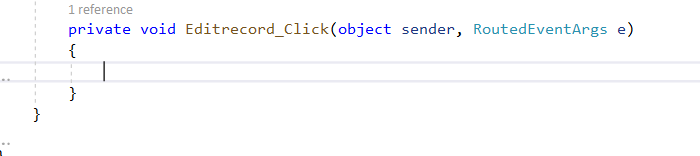 1 reference
private void Editrecord_Click(object sender, RoutedEventArgs e)
{
}
}